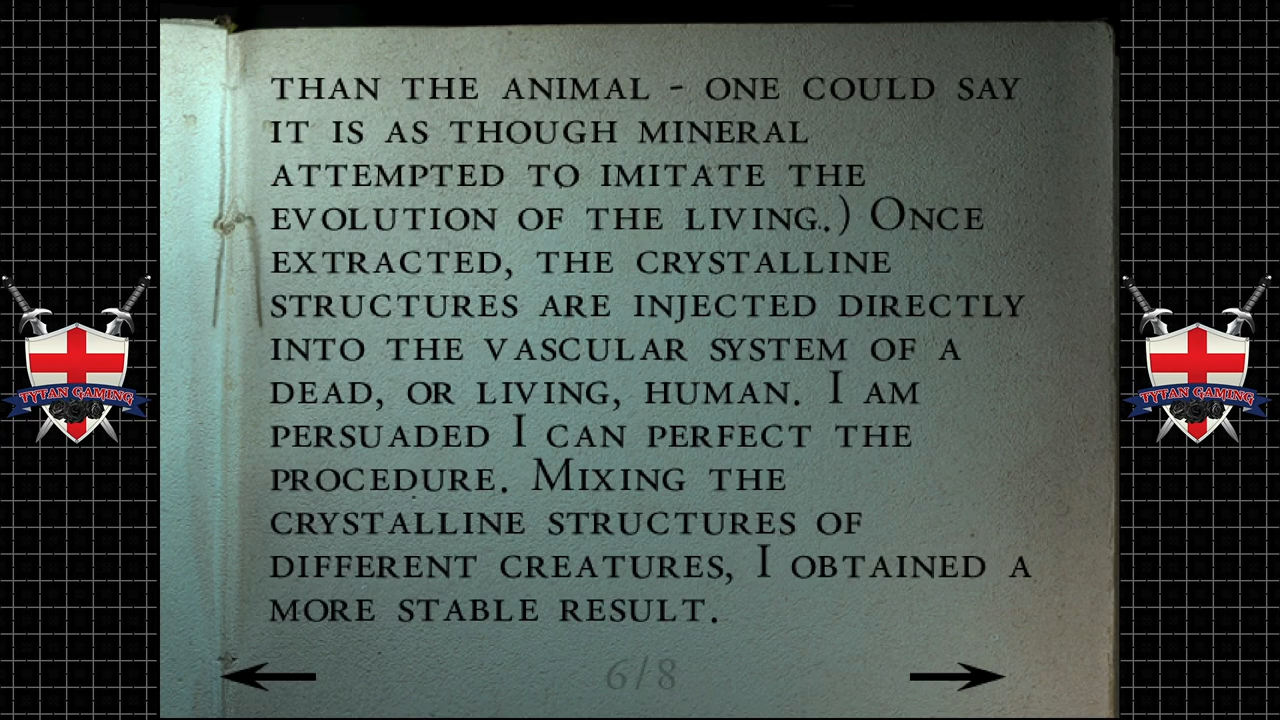 THAN THE ANIMAL - ONE COULD SAY
IT IS AS THOUGH MINERAL
ATTEMPTED TO IMITATE THE
EVOLUTION OF THE LIVING.) ONCE
EXTRACTED, THE CRYSTALLINE
STRUCTURES ARE INJECTED DIRECTLY
INTO THE VASCULAR SYSTEM OF A
DEAD, OR LIVING, HUMAN. I AM
PERSUADED I CAN PERFECT THE
PROCEDURE. MIXING THE
CRYSTALLINE STRUCTURES OF
DIFFERENT CREATURES, I OBTAINED A
MORE STABLE RESULT.
6/8
TYTAN GAMING
TYTAN GAMING